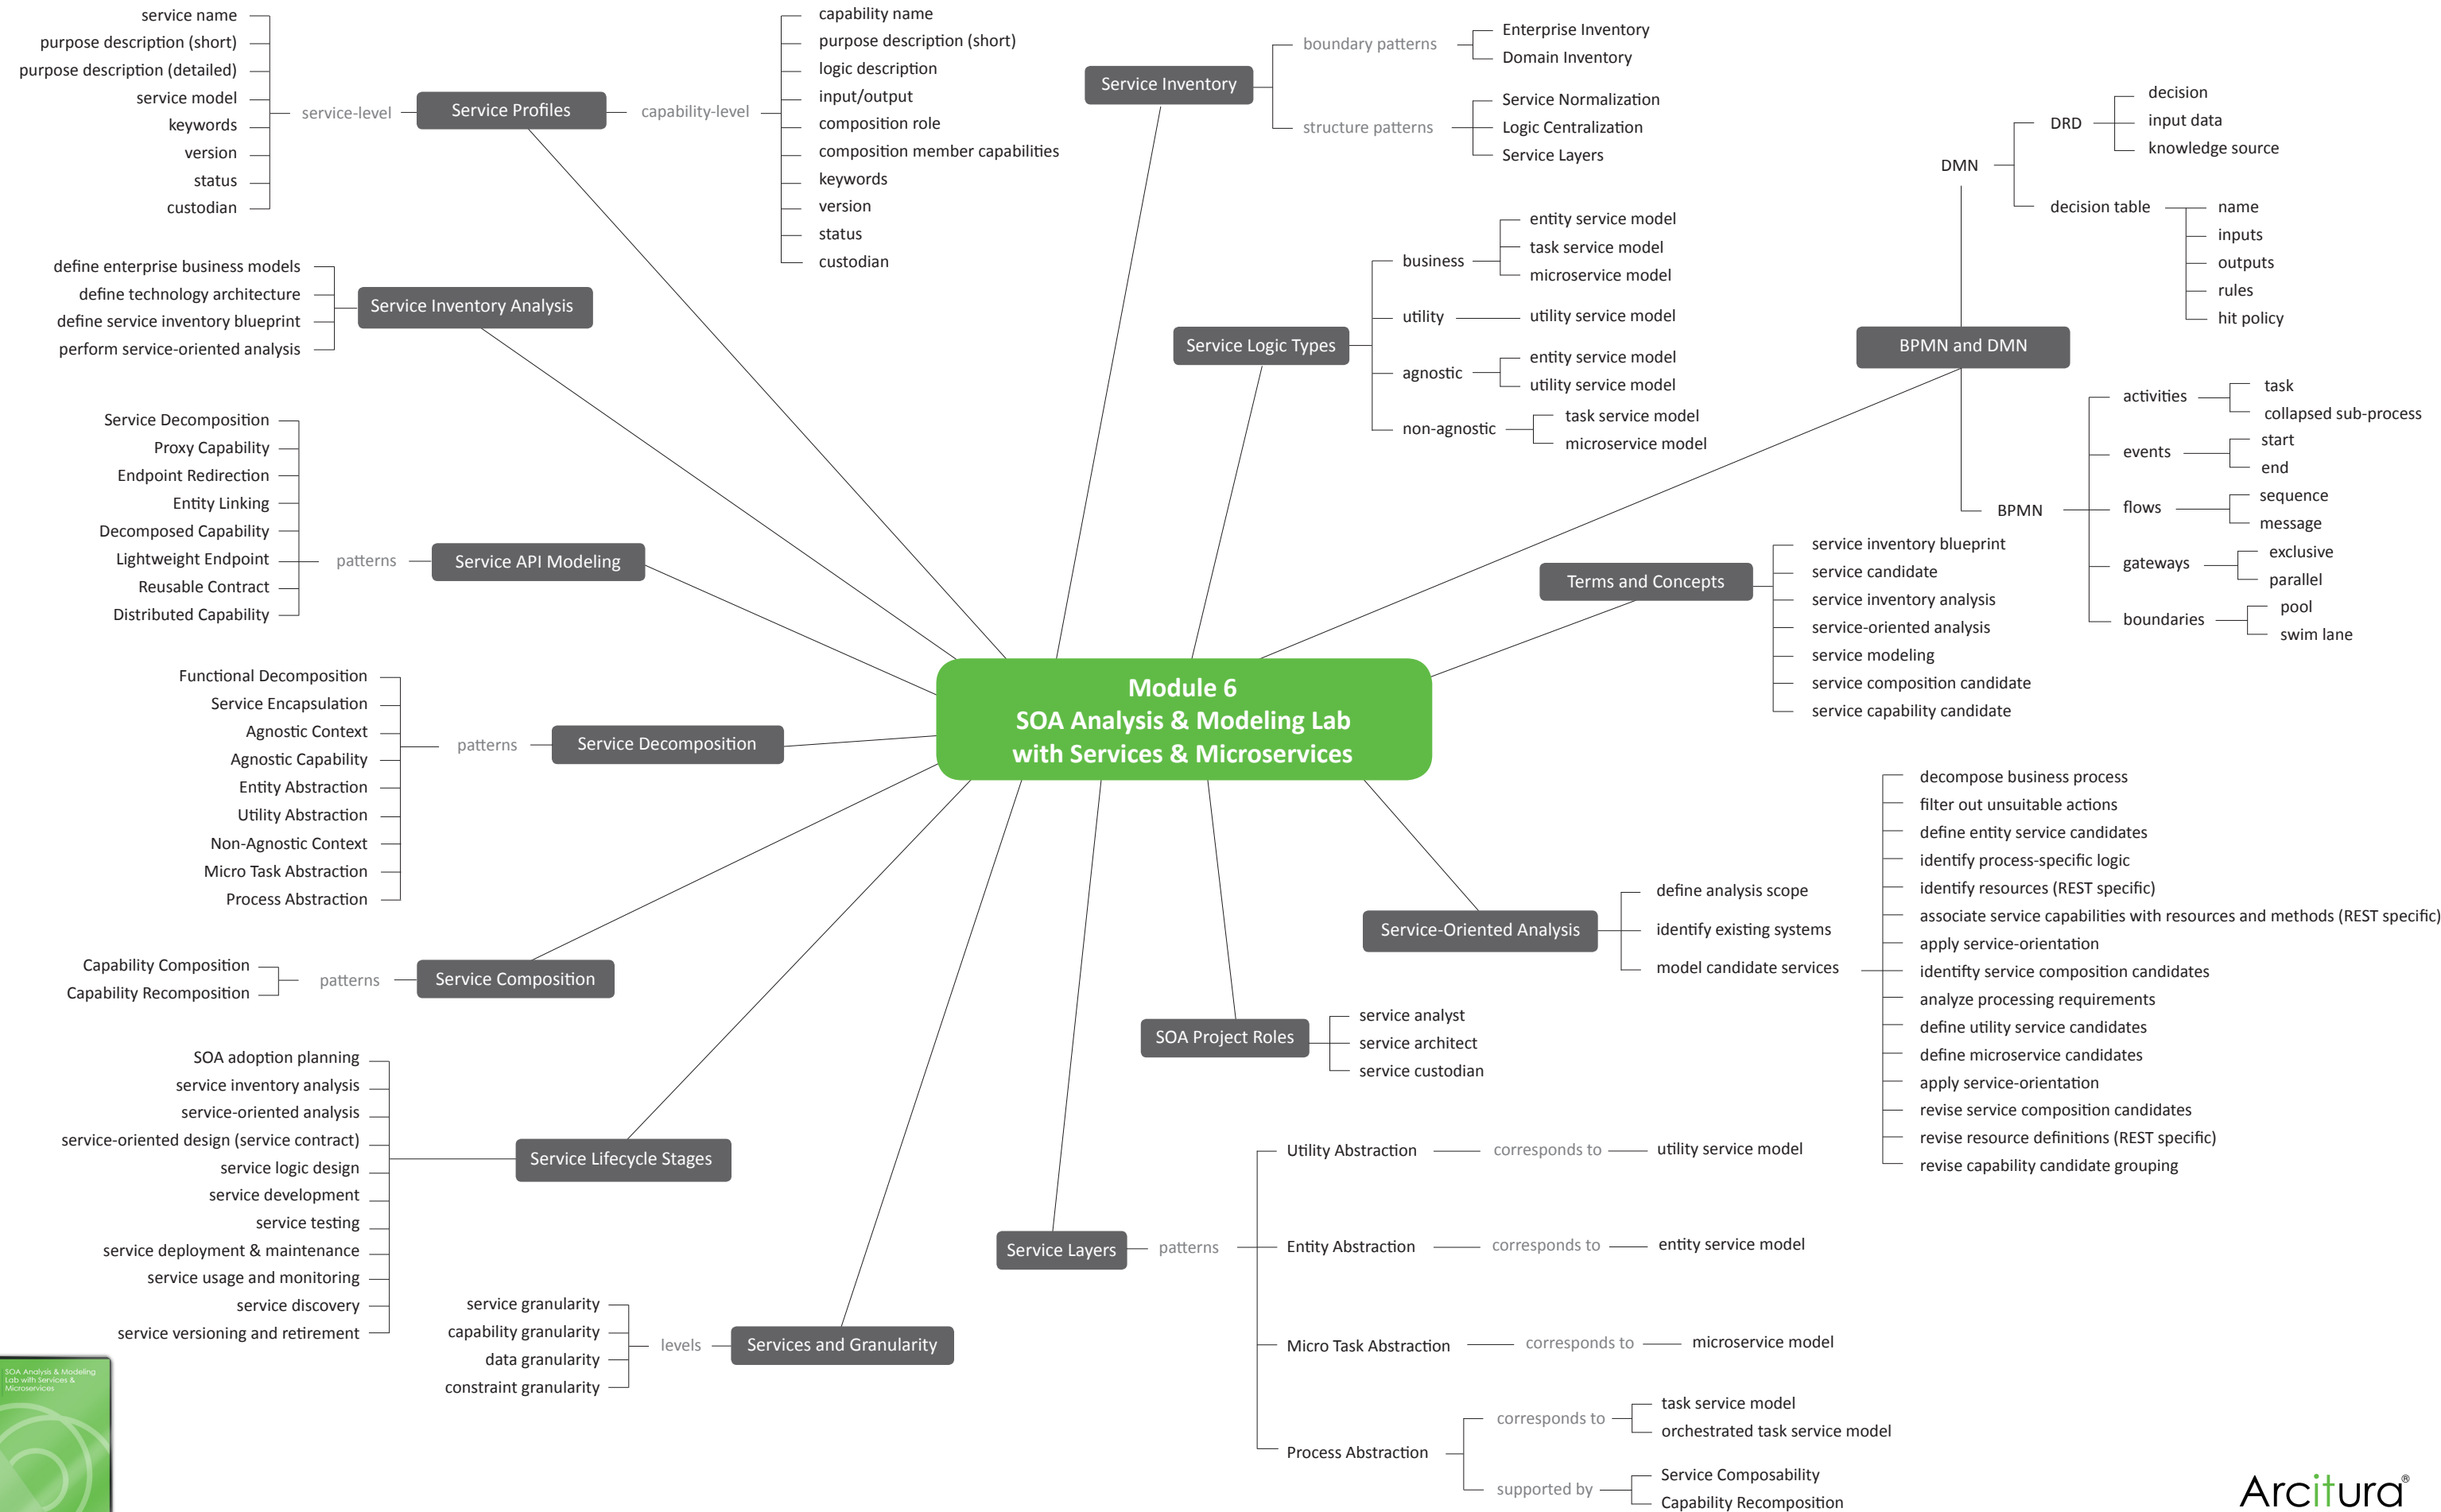 service name
purpose description (short)
purpose description (detailed)
service model
keywords
version
status
custodian
service-level
Service Profiles
capability-level
capability name
purpose description (short)
logic description
input/output
composition role
composition member capabilities
keywords
version
status
custodian
Service Inventory
boundary patterns
Enterprise Inventory
Domain Inventory
structure patterns
Service Normalization
Logic Centralization
Service Layers
Service Logic Types
business
entity service model
task service model
microservice model
utility
utility service model
agnostic
entity service model
utility service model
non-agnostic
task service model
microservice model
DMN
DRD
decision
input data
knowledge source
decision table
name
inputs
outputs
rules
hit policy
BPMN and DMN
BPMN
activities
task
collapsed sub-process
events
start
end
flows
sequence
message
gateways
exclusive
parallel
boundaries
pool
swim lane
define enterprise business models
define technology architecture
define service inventory blueprint
perform service-oriented analysis
Service Inventory Analysis
Service Decomposition
Proxy Capability
Endpoint Redirection
Entity Linking
Decomposed Capability
Lightweight Endpoint
Reusable Contract
Distributed Capability
patterns
Service API Modeling
Terms and Concepts
service inventory blueprint
service candidate
service inventory analysis
service-oriented analysis
service modeling
service composition candidate
service capability candidate
Module 6
SOA Analysis & Modeling Lab
with Services & Microservices
Functional Decomposition
Service Encapsulation
Agnostic Context
Agnostic Capability
Entity Abstraction
Utility Abstraction
Non-Agnostic Context
Micro Task Abstraction
Process Abstraction
patterns
Service Decomposition
Capability Composition
Capability Recomposition
patterns
Service Composition
Service-Oriented Analysis
define analysis scope
identify existing systems
model candidate services
decompose business process
filter out unsuitable actions
define entity service candidates
identify process-specific logic
identify resources (REST specific)
associate service capabilities with resources and methods (REST specific)
apply service-orientation
identifty service composition candidates
analyze processing requirements
define utility service candidates
define microservice candidates
apply service-orientation
revise service composition candidates
revise resource definitions (REST specific)
revise capability candidate grouping
SOA Project Roles
service analyst
service architect
service custodian
SOA adoption planning
service inventory analysis
service-oriented analysis
service-oriented design (service contract)
service logic design
service development
service testing
service deployment & maintenance
service usage and monitoring
service discovery
service versioning and retirement
Service Lifecycle Stages
service granularity
capability granularity
data granularity
constraint granularity
levels
Services and Granularity
Service Layers
patterns
Utility Abstraction
corresponds to
utility service model
Entity Abstraction
corresponds to
entity service model
Micro Task Abstraction
corresponds to
microservice model
Process Abstraction
corresponds to
task service model
orchestrated task service model
supported by
Service Composability
Capability Recomposition
SOA Analysis & Modeling
Lab with Services &
Microservices
Arcitura®